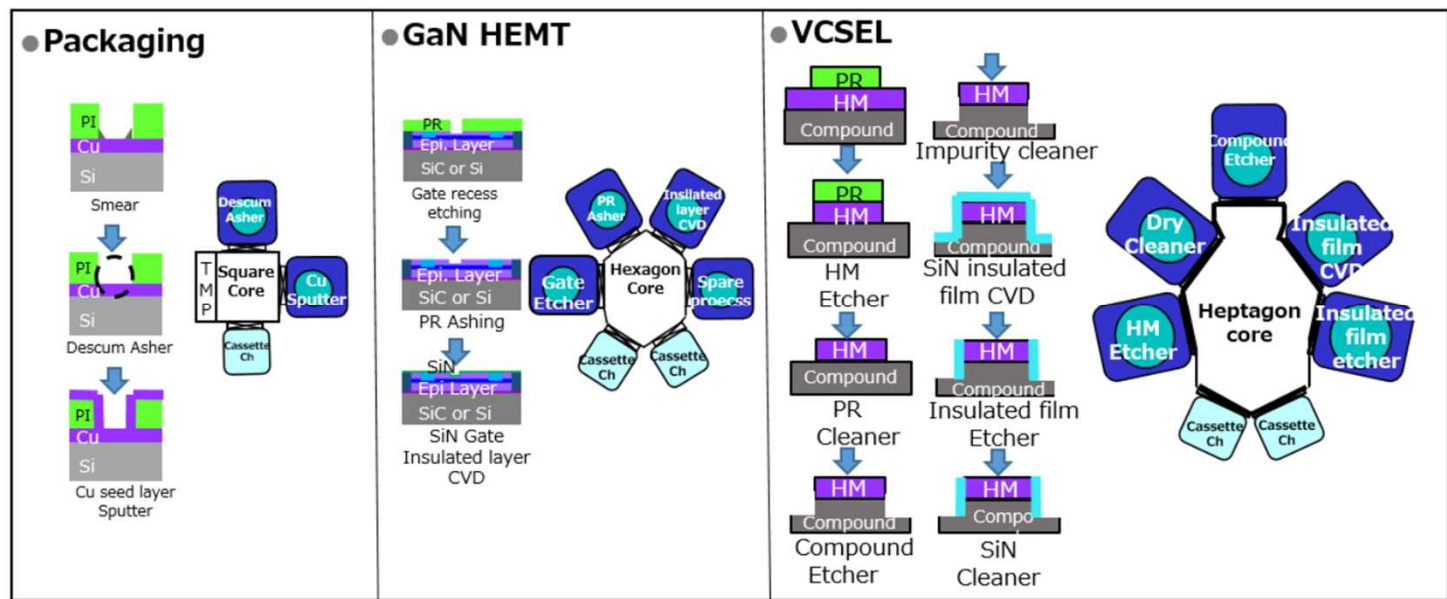 Packaging
PI
Cu
Si
Smear
PI
Cu
Si
Descum Asher
PI
Cu
Si
Cu seed layer
Sputter
Descum
Asher
TMP
Square
Core
Cu
Sputter
Cassette
Ch
GaN HEMT
PR
Epi. Layer
SiC or Si
Gate recess
etching
Epi. Layer
SiC or Si
PR Ashing
SiN
Epi Layer
SiC or Si
SiN Gate
Insulated layer
CVD
PR
Asher
Insllated
layer
CVD
Gate
Etcher
Hexagon
Core
Spare
proecss
Cassette
Ch
Cassette
Ch
VCSEL
PR
HM
Compound
PR
HM
Compound
HM
Etcher
HM
Compound
PR
Cleaner
HM
Compound
Compound
Etcher
HM
Compound
Impurity cleaner
HM
Compound
SiN insulated
film CVD
HM
Compound
Insulated film
Etcher
HM
Compo
SiN
Cleaner
Compound
Etcher
Dry
Cleaner
Insulated
film
CVD
HM
Etcher
Heptagon
core
Insulated
film
etcher
Cassette
Ch
Cassette
Ch